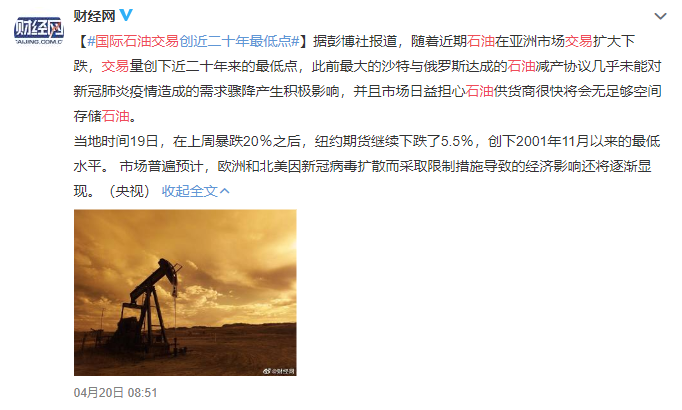 财经网
财经网
AIJING.COM.C
【#国际石油交易创近二十年最低点#】据彭博社报道，随着近期石油在亚洲市场交易扩大下
跌，交易量创下近二十年来的最低点，此前最大的沙特与俄罗斯达成的石油减产协议几乎未能对
新冠肺炎疫情造成的需求骤降产生积极影响，并且市场日益担心石油供货商很快将会无足够空间
存储石油。
当地时间19日，在上周暴跌20%之后，纽约期货继续下跌了5.5%，创下2001年11月以来的最低
水平。 市场普遍预计，欧洲和北美因新冠病毒扩散而采取限制措施导致的经济影响还将逐渐显
现。（央视） 收起全文
@财经网
04月20日 08:51